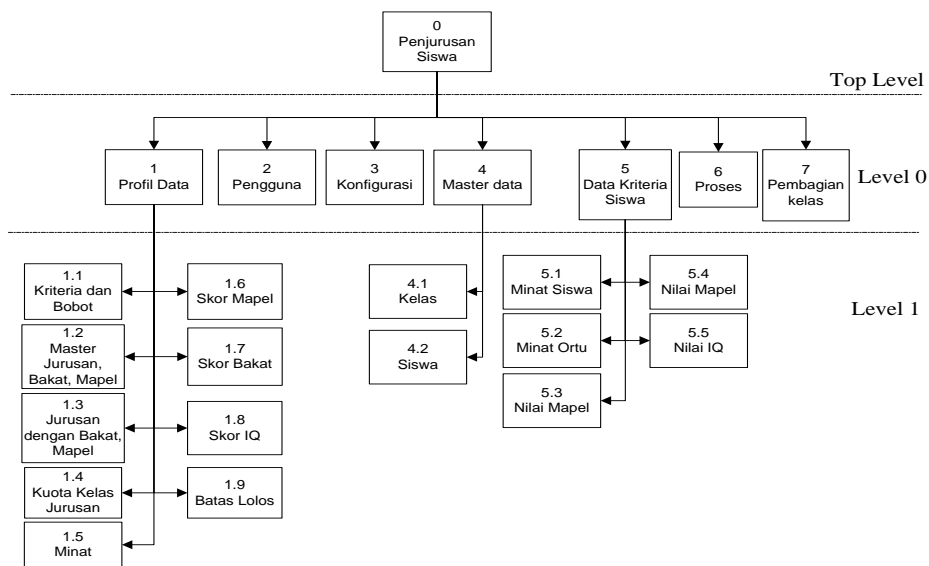 0
Penjurusan
Siswa
Top Level
1
Profil Data
2
Pengguna
3
Konfigurasi
4
Master data
5
Data Kriteria
Siswa
6
Proses
7
Pembagian
kelas
Level 0
1.1
Kriteria dan
Bobot
1.6
Skor Mapel
1.2
Master
Jurusan,
Bakat, Mapel
1.7
Skor Bakat
1.3
Jurusan
dengan Bakat,
Mapel
1.8
Skor IQ
1.4
Kuota Kelas
Jurusan
1.9
Batas Lolos
1.5
Minat
4.1
Kelas
4.2
Siswa
5.1
Minat Siswa
5.4
Nilai Mapel
5.2
Minat Ortu
5.5
Nilai IQ
5.3
Nilai Mapel
Level 1